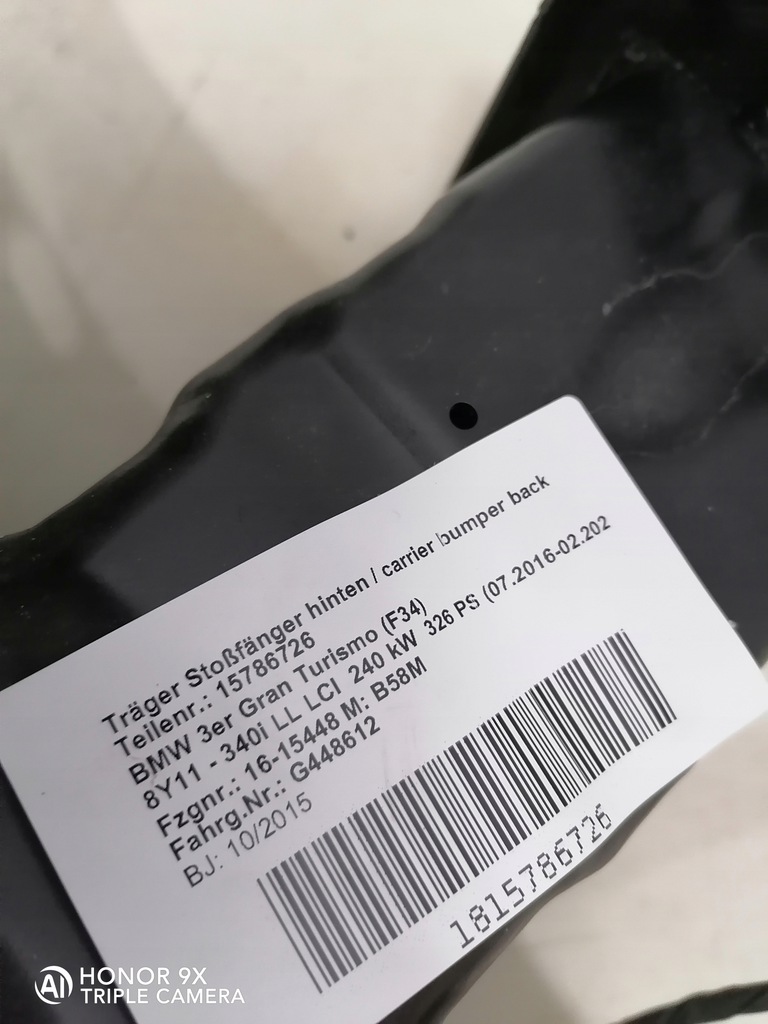 Träger Stoßfänger hinten / carrier bumper back
Teilenr.: 15786726
BMW 3er Gran Turismo (F34)
8Y11 - 340i LL LCI 240 kW 326 PS (07.2016-02.202
Fzgnr.: 16-15448 M: B58M
Fahrg.Nr.: G448612
BJ: 10/2015
1815786726
HONOR 9X
TRIPLE CAMERA